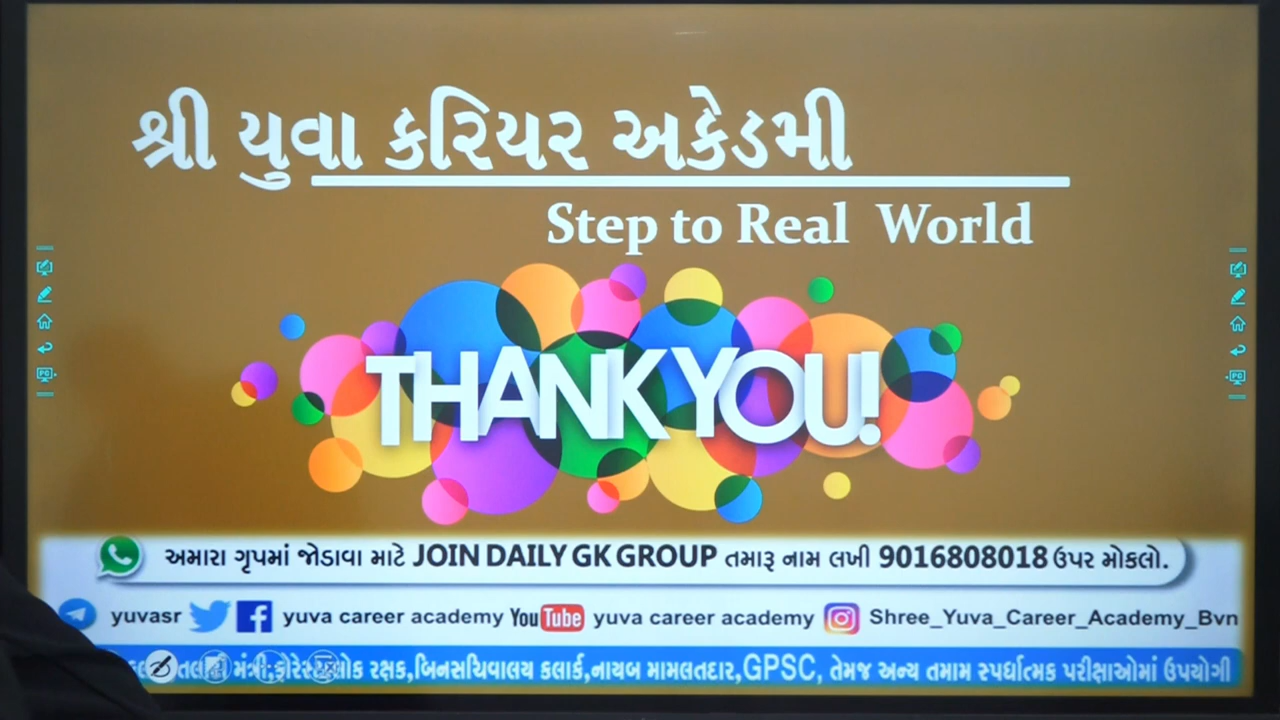 શ્રી યુવા કરિયર અકેડમી
Step to Real World
THANK YOU!
અમારા ગૃપમાં જોડાવા માટે JOIN DAILY GK GROUP તમારૂ નામ લખી 9016808018 ઉપર મોકલો.
yuvasr yuva career academy YouTube yuva career academy Shree_Yuva_Career_Academy_Bvn
મંત્રી,ફોરેસ્ટ રક્ષક,બિનસચિવાલય કલાર્ક,નાયબ મામલતદાર,GPSC, તેમજ અન્ય તમામ સ્પર્ધાત્મક પરીક્ષાઓમાં ઉપયોગી